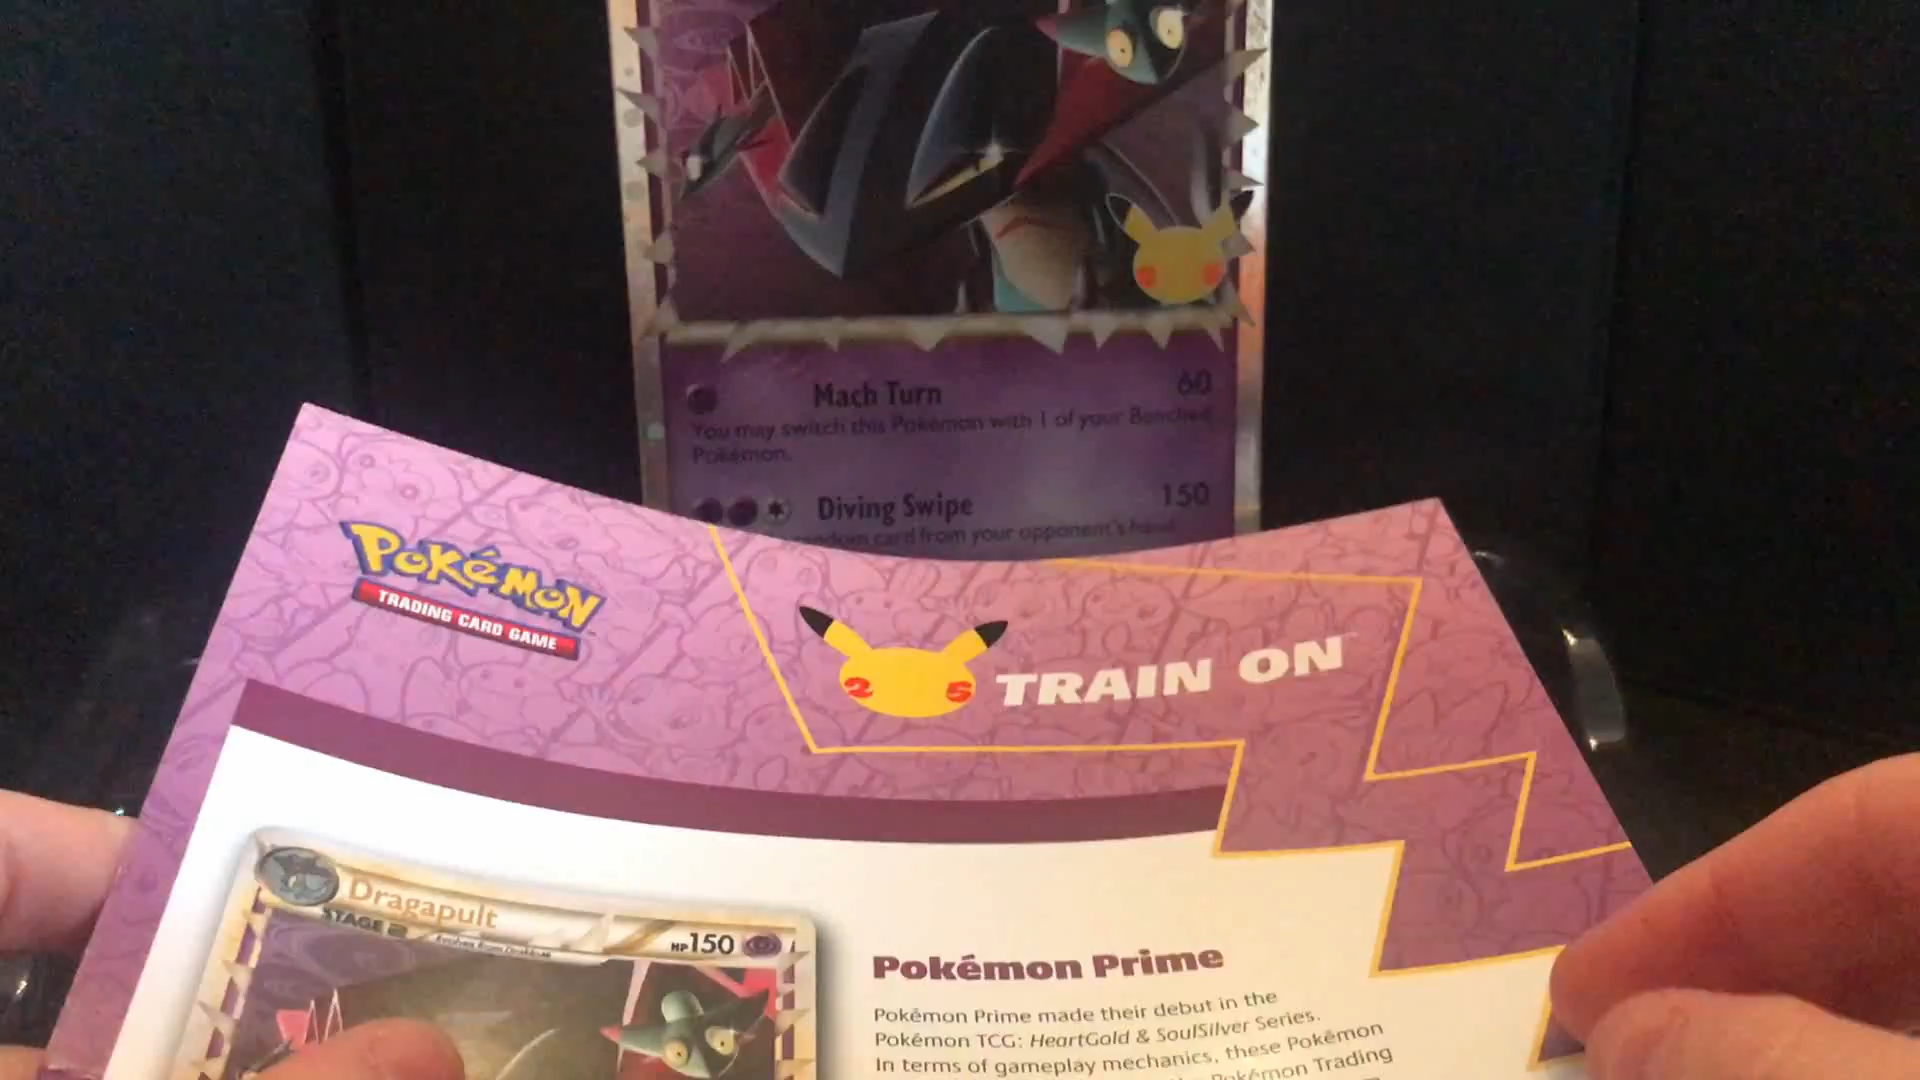 Mach Turn 60
You may switch this Pokémon with 1 of your Benched
Pokémon.
Diving Swipe 150
random card from your opponent's hand
Pokémon
TRADING CARD GAME
25 TRAIN ON
Dragapult
STAGE 2
HP150
Pokémon Prime
Pokémon Prime made their debut in the
Pokémon TCG: HeartGold & SoulSilver Series.
In terms of gameplay mechanics, these Pokémon
Pokémon Trading